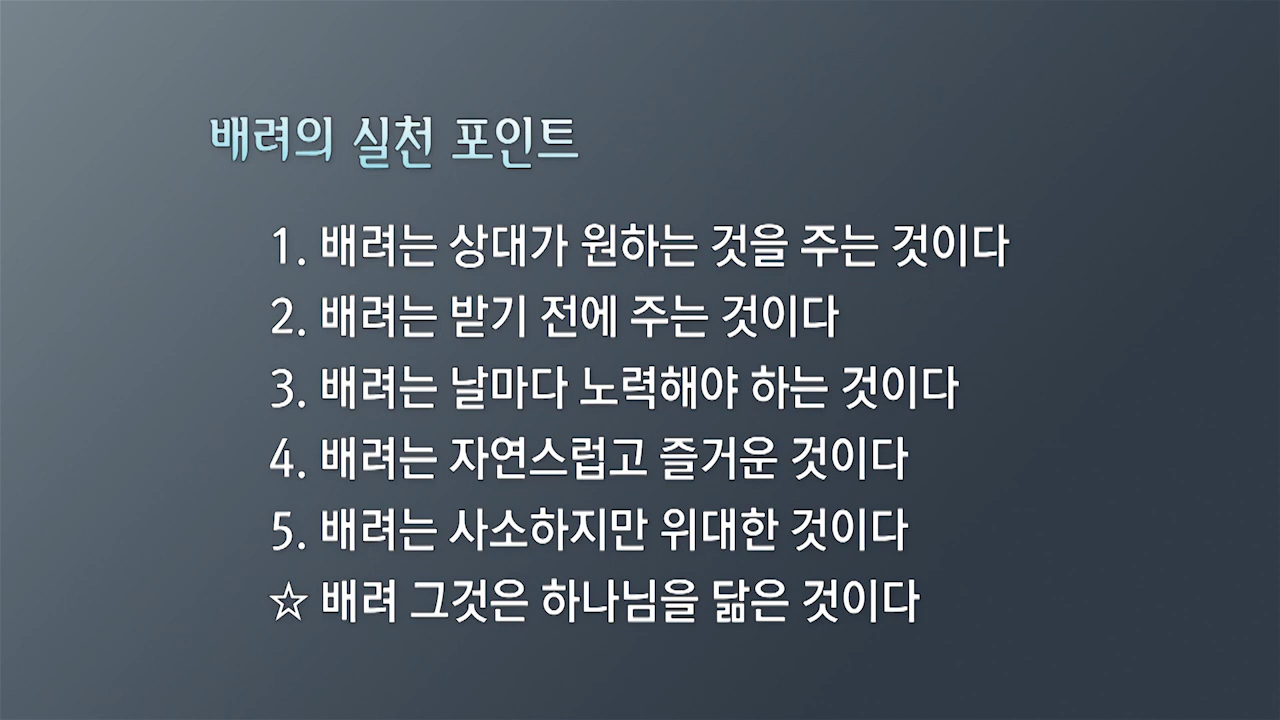 배려의 실천 포인트
1. 배려는 상대가 원하는 것을 주는 것이다
2. 배려는 받기 전에 주는 것이다
3. 배려는 날마다 노력해야 하는 것이다
4. 배려는 자연스럽고 즐거운 것이다
5. 배려는 사소하지만 위대한 것이다
☆ 배려 그것은 하나님을 닮은 것이다